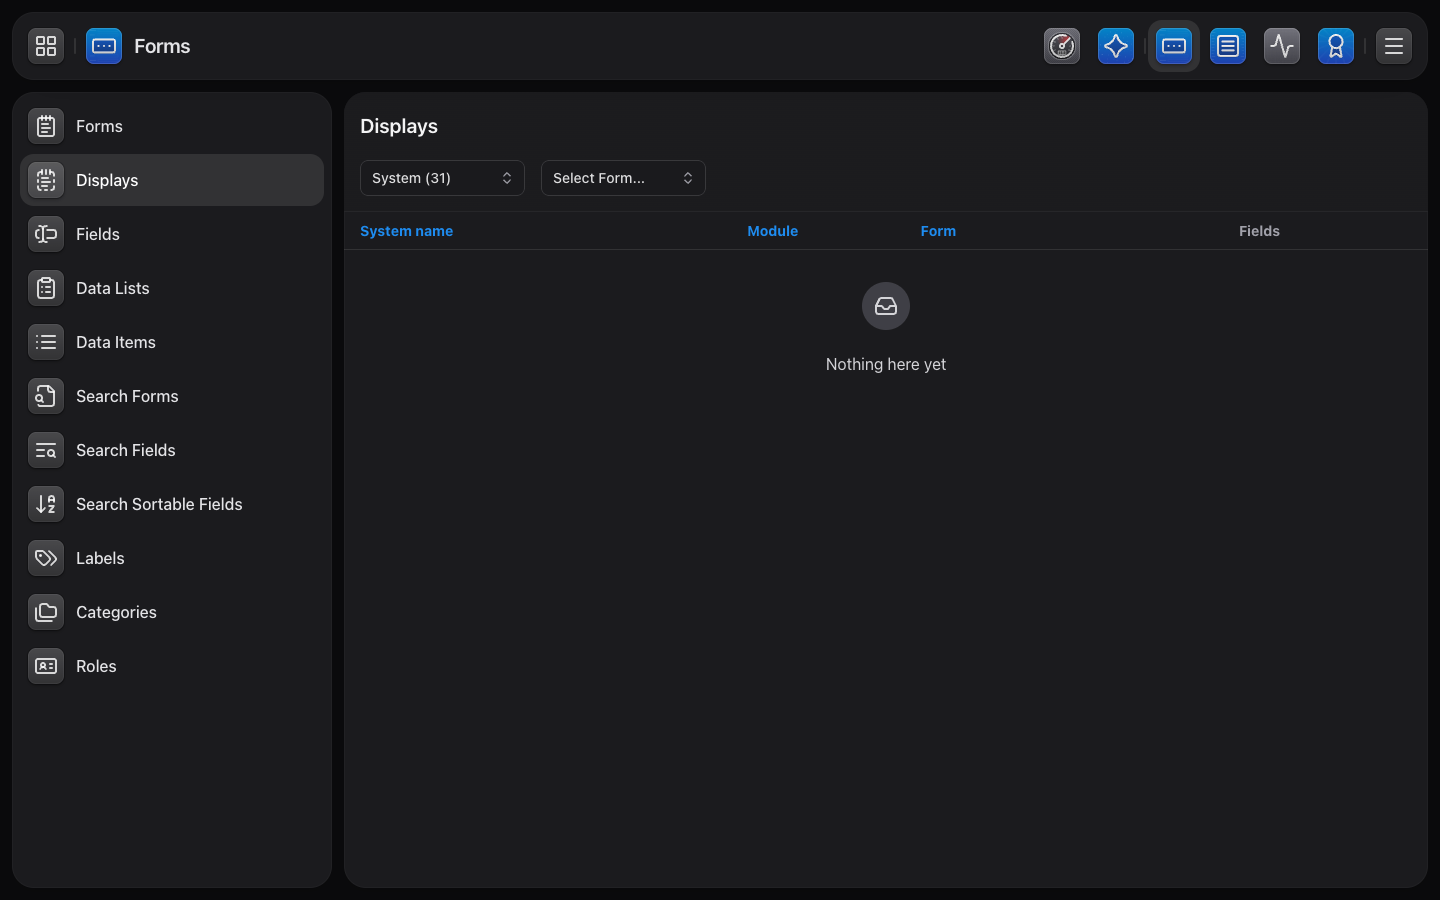 Forms
Forms
Displays
Fields
Data Lists
Data Items
Search Forms
Search Fields
Search Sortable Fields
Labels
Categories
Roles
Displays
System (31)
Select Form...
System name
Module
Form
Fields
Nothing here yet